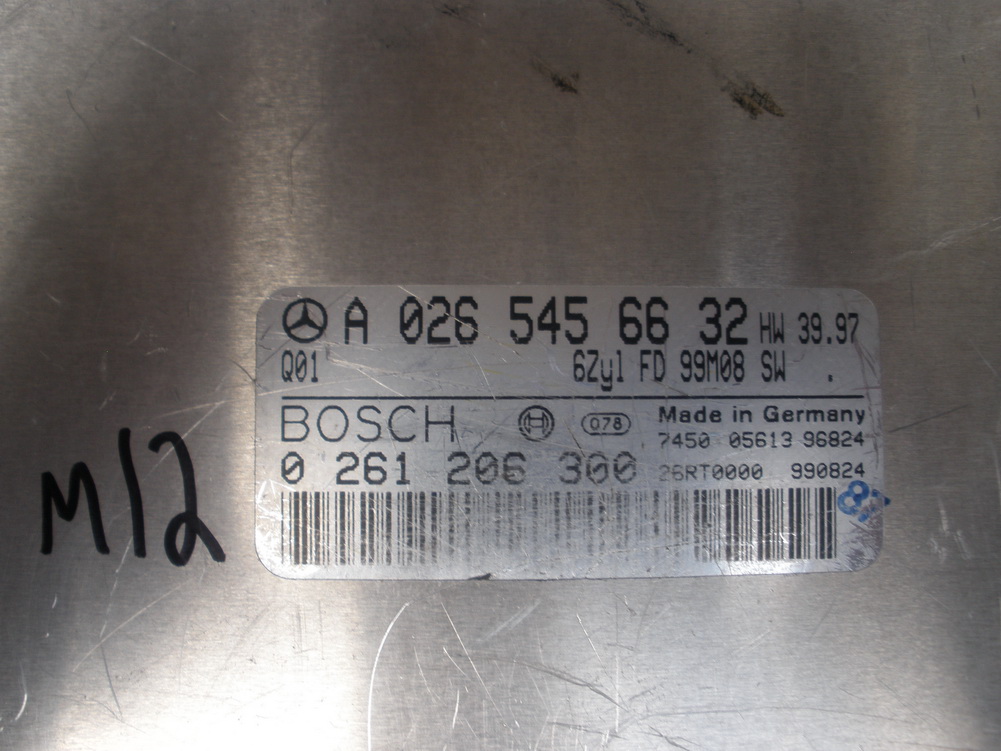 A 026 545 66 32 HW 39.97
Q01 6Zyl FD 99M08 SW .
BOSCH 078 Made in Germany
7450 05613 96824
0 261 206 300 26RT0000 990824
M12